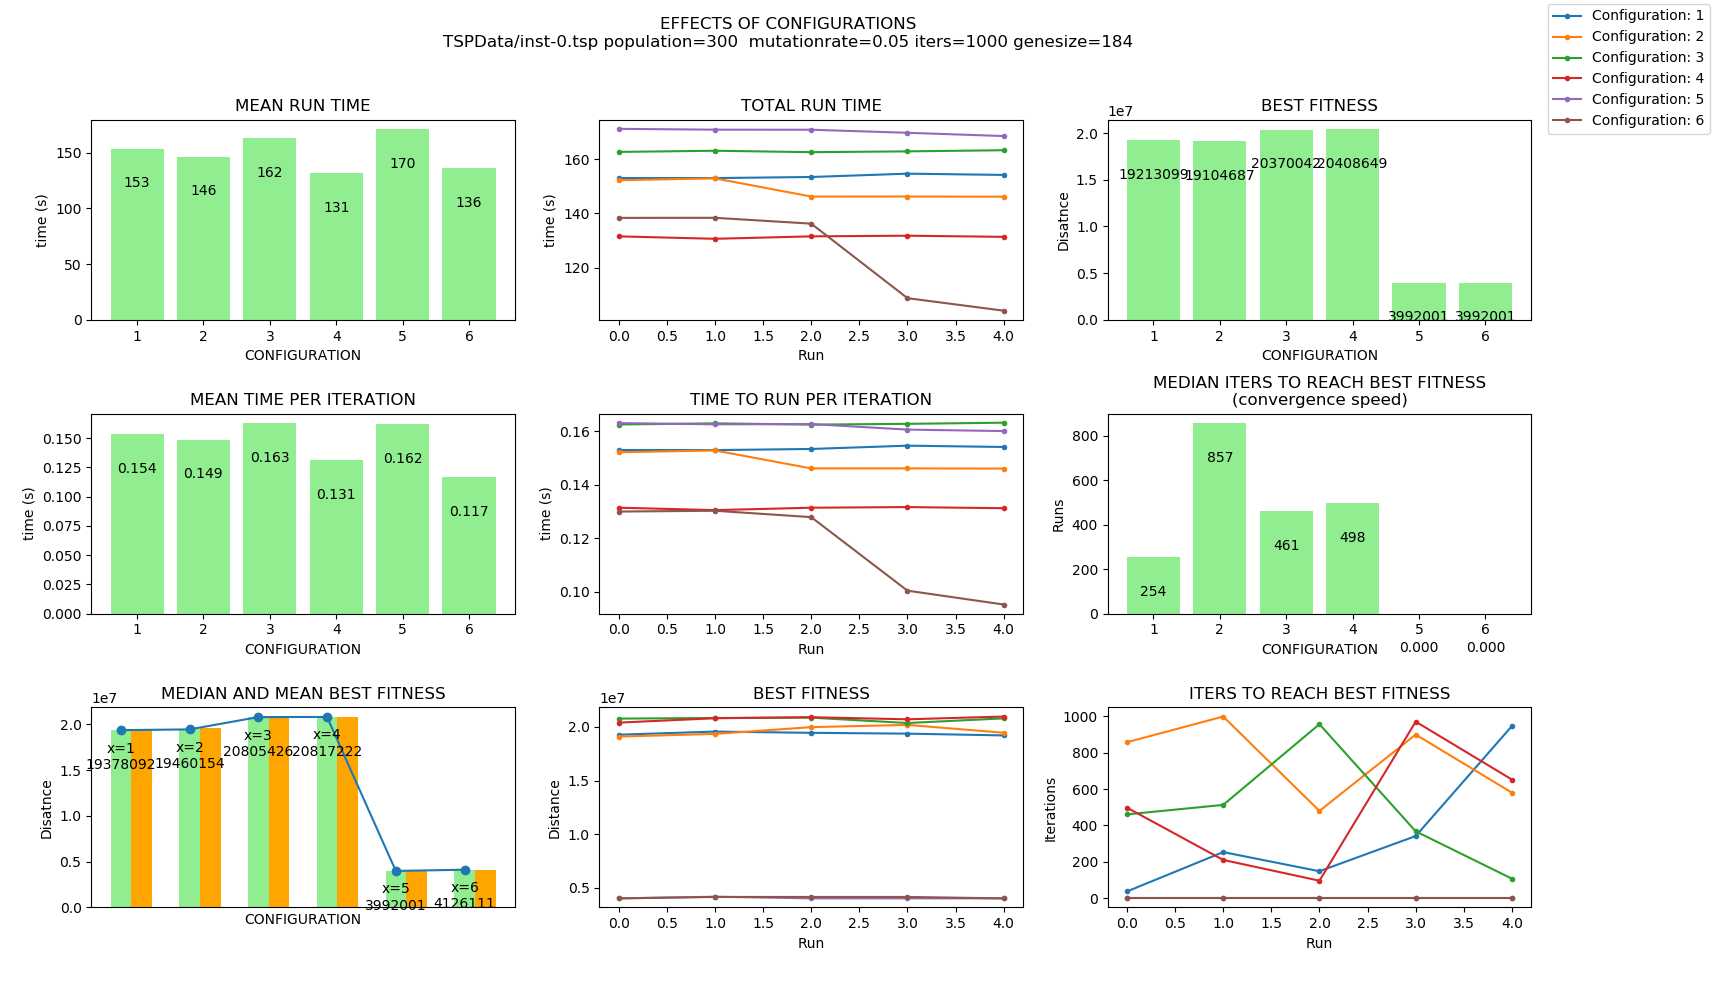 EFFECTS OF CONFIGURATIONS
TSPData/inst-0.tsp population=300  mutationrate=0.05 iters=1000 genesize=184
Configuration: 1
Configuration: 2
Configuration: 3
Configuration: 4
Configuration: 5
Configuration: 6
MEAN RUN TIME
time (s)
150
100
50
0
153
146
162
131
170
136
1 2 3 4 5 6
CONFIGURATION
TOTAL RUN TIME
time (s)
160
140
120
0.0 0.5 1.0 1.5 2.0 2.5 3.0 3.5 4.0
Run
BEST FITNESS
1e7
Disatnce
2.0
1.5
1.0
0.5
0.0
19213099
19104687
20370042
20408649
3992001
3992001
1 2 3 4 5 6
CONFIGURATION
MEAN TIME PER ITERATION
time (s)
0.150
0.125
0.100
0.075
0.050
0.025
0.000
0.154
0.149
0.163
0.131
0.162
0.117
1 2 3 4 5 6
CONFIGURATION
TIME TO RUN PER ITERATION
time (s)
0.16
0.14
0.12
0.10
0.0 0.5 1.0 1.5 2.0 2.5 3.0 3.5 4.0
Run
MEDIAN ITERS TO REACH BEST FITNESS
(convergence speed)
Runs
800
600
400
200
0
254
857
461
498
1 2 3 4 5 6
0.000 0.000
CONFIGURATION
MEDIAN AND MEAN BEST FITNESS
1e7
Disatnce
2.0
1.5
1.0
0.5
0.0
x=1
19378092
x=2
19460154
x=3
20805426
x=4
20817222
x=5
3992001
x=6
4126111
CONFIGURATION
BEST FITNESS
1e7
Distance
2.0
1.5
1.0
0.5
0.0 0.5 1.0 1.5 2.0 2.5 3.0 3.5 4.0
Run
ITERS TO REACH BEST FITNESS
Iterations
1000
800
600
400
200
0
0.0 0.5 1.0 1.5 2.0 2.5 3.0 3.5 4.0
Run